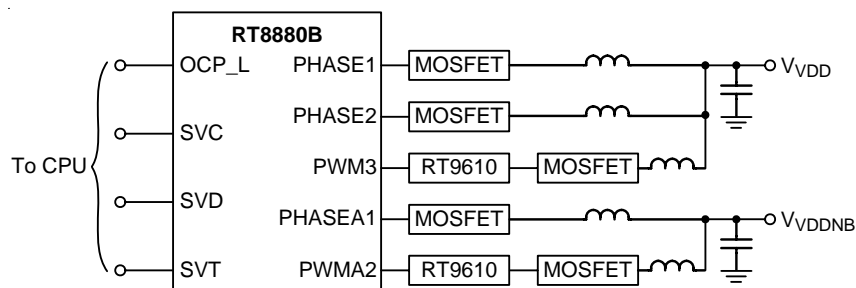 RT8880B
OCP_L PHASE1 MOSFET V_VDD
PHASE2 MOSFET
SVC
PWM3 RT9610 MOSFET
To CPU
SVD
PHASEA1 MOSFET V_VDDNB
SVT PWMA2 RT9610 MOSFET